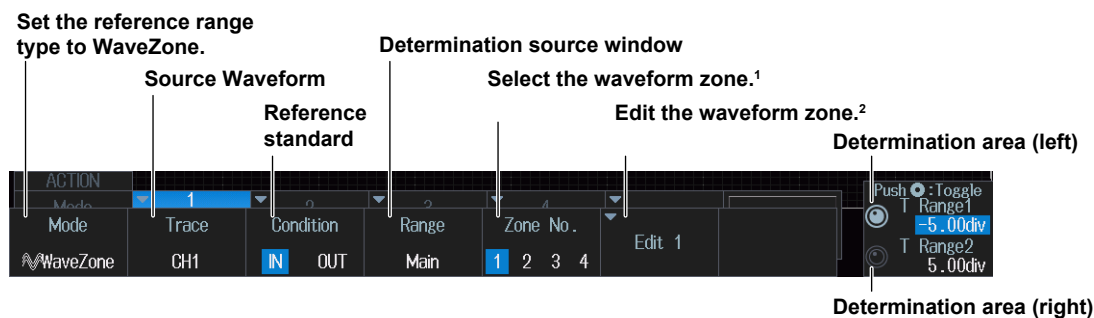 Set the reference range
type to WaveZone.
Determination source window
Source Waveform
Select the waveform zone.¹
Reference
standard
Edit the waveform zone.²
Determination area (left)
ACTION
Mode 1 2 3 4
Mode Trace Condition Range Zone No. Edit 1
WaveZone CH1 IN OUT Main 1 2 3 4
Push :Toggle
T Range1
-5.00div
T Range2
5.00div
Determination area (right)